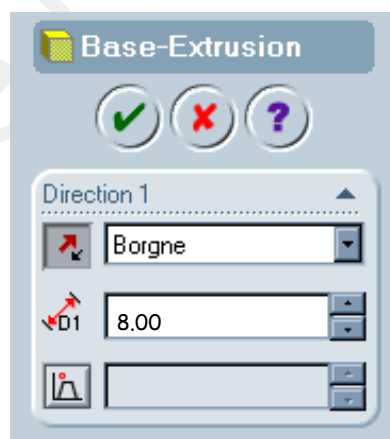 Base-Extrusion
?
Direction 1
Borgne
D1
8.00